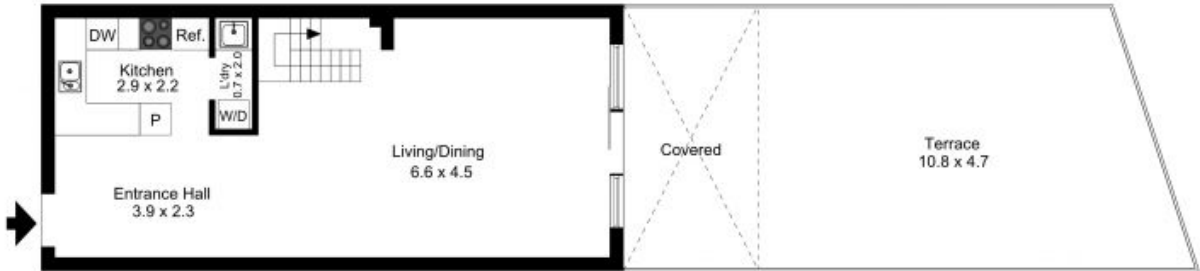 DW
Ref.
Kitchen
2.9 x 2.2
L'dry
0.7 x 2.0
W/D
P
Living/Dining
6.6 x 4.5
Covered
Terrace
10.8 x 4.7
Entrance Hall
3.9 x 2.3